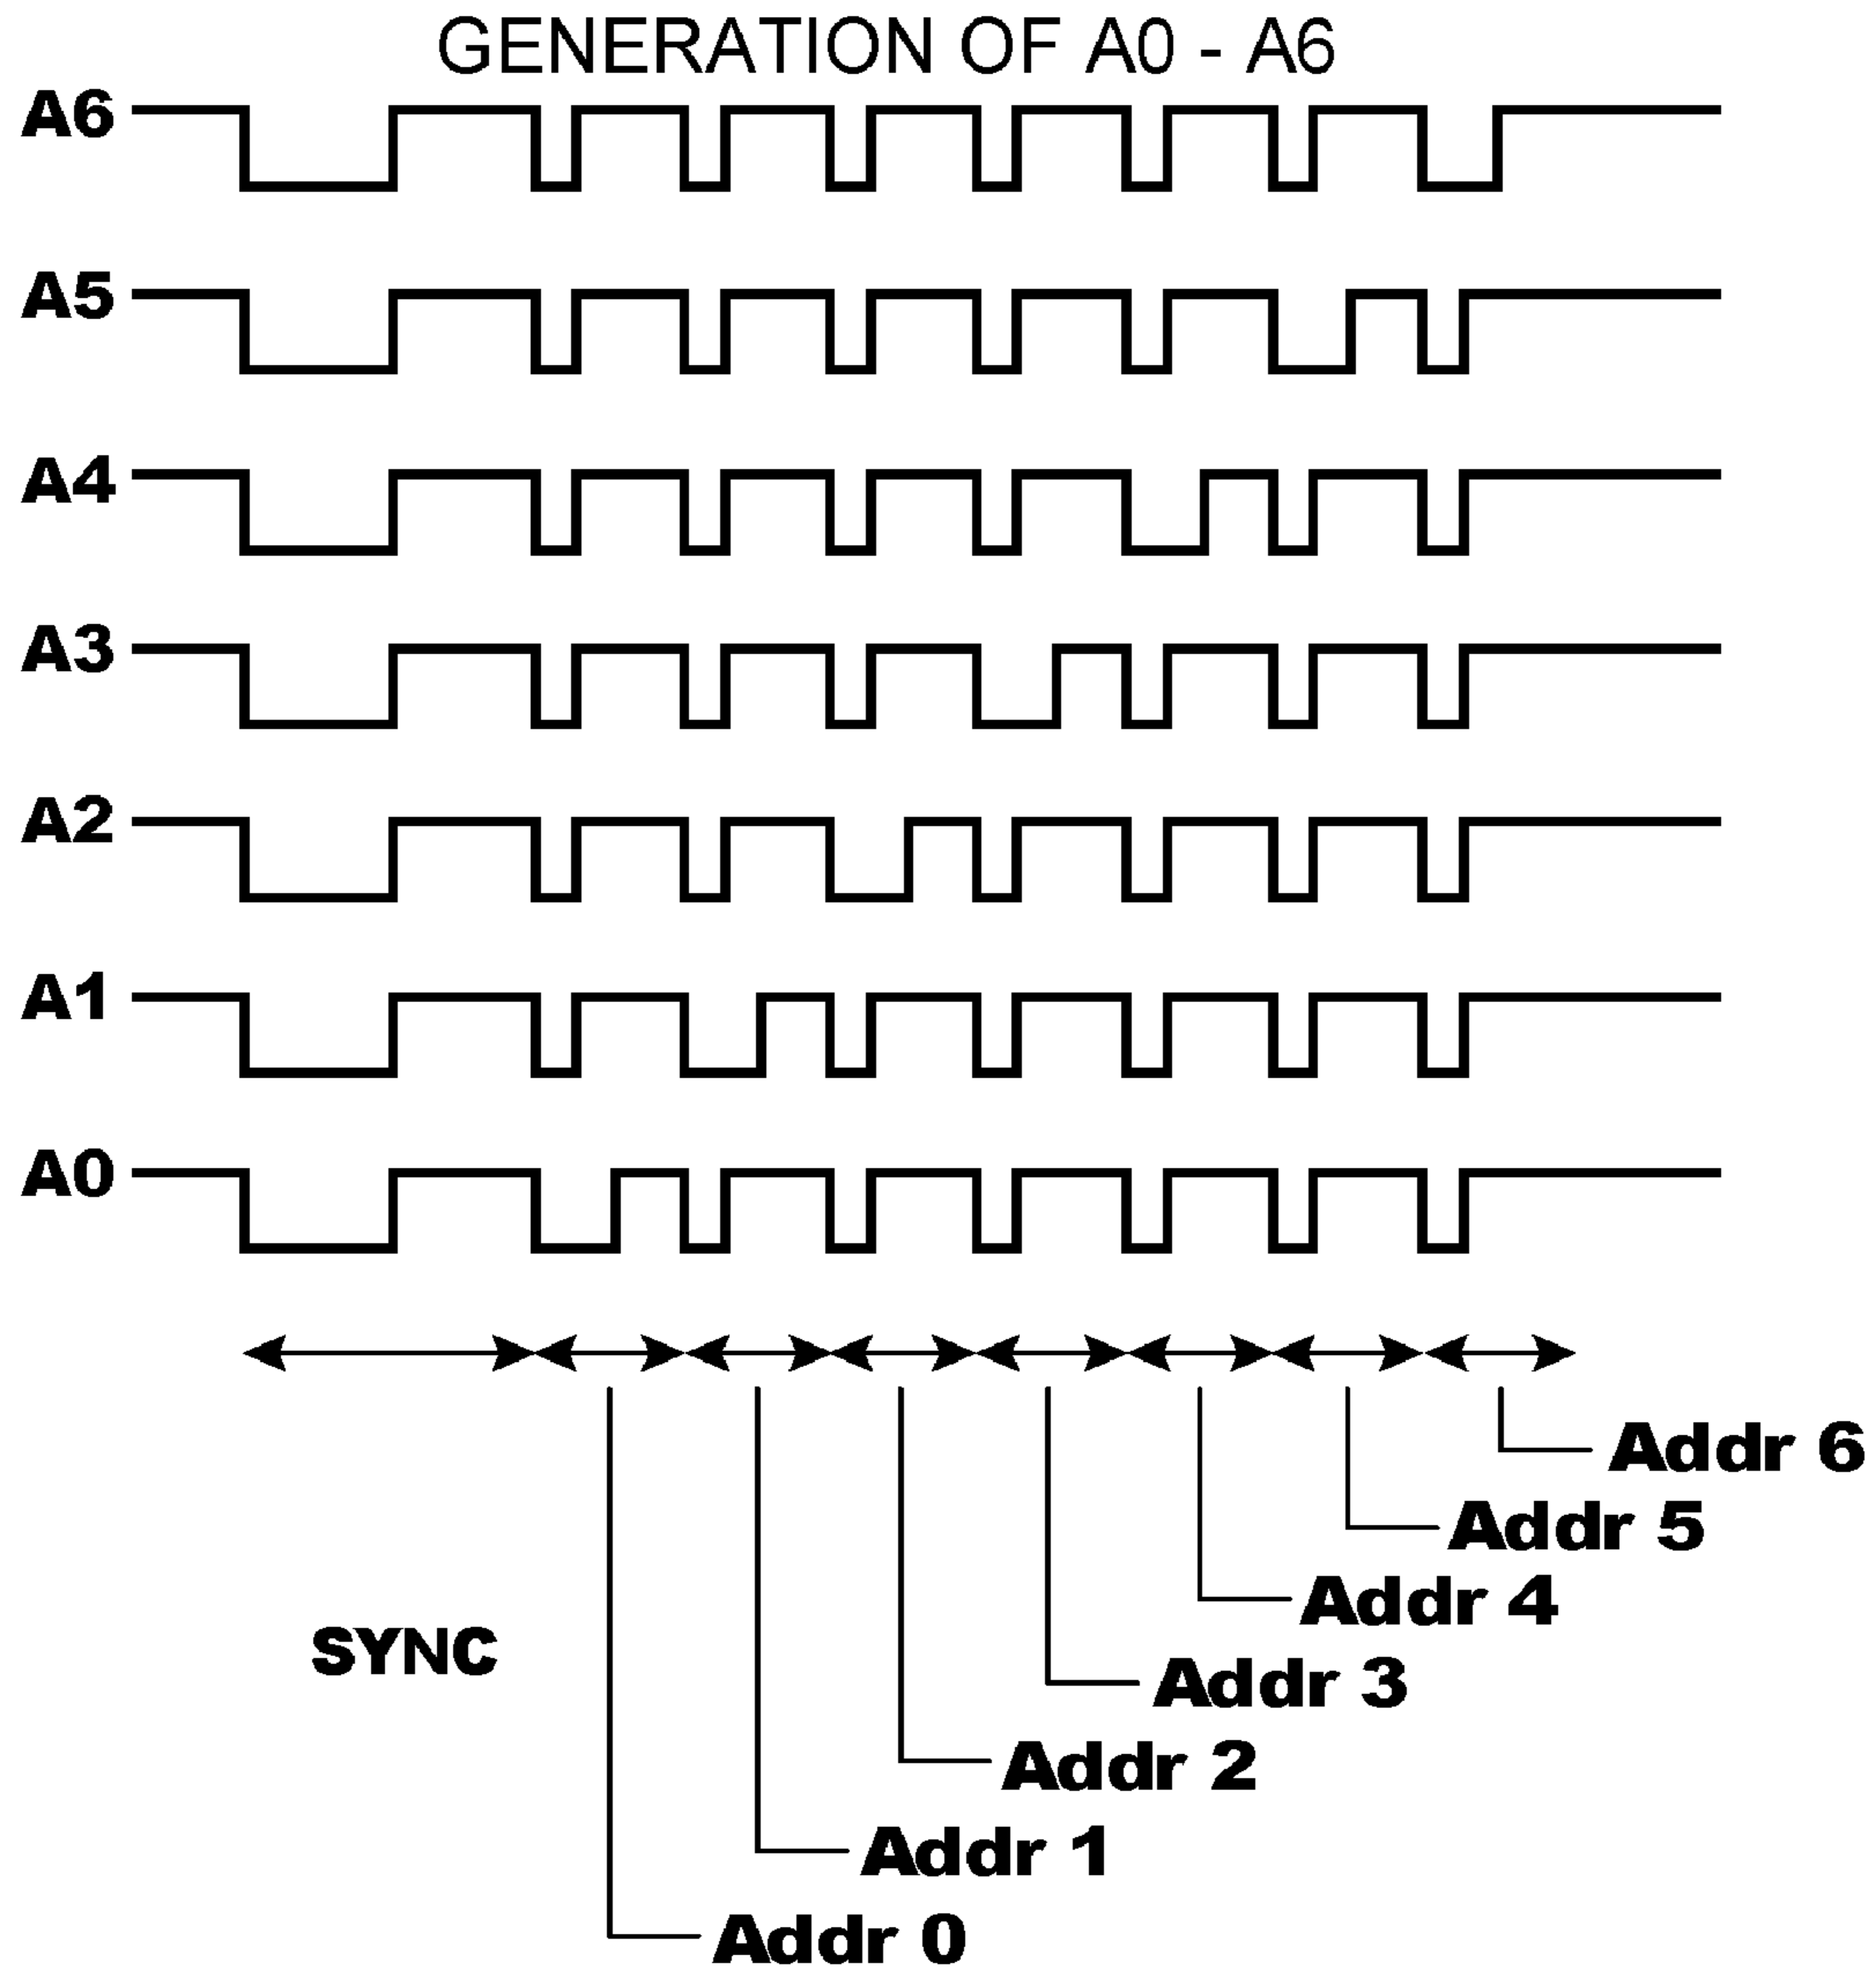 GENERATION OF A0 - A6
A6
A5
A4
A3
A2
A1
A0
Addr 6
Addr 5
Addr 4
SYNC
Addr 3
Addr 2
Addr 1
Addr 0